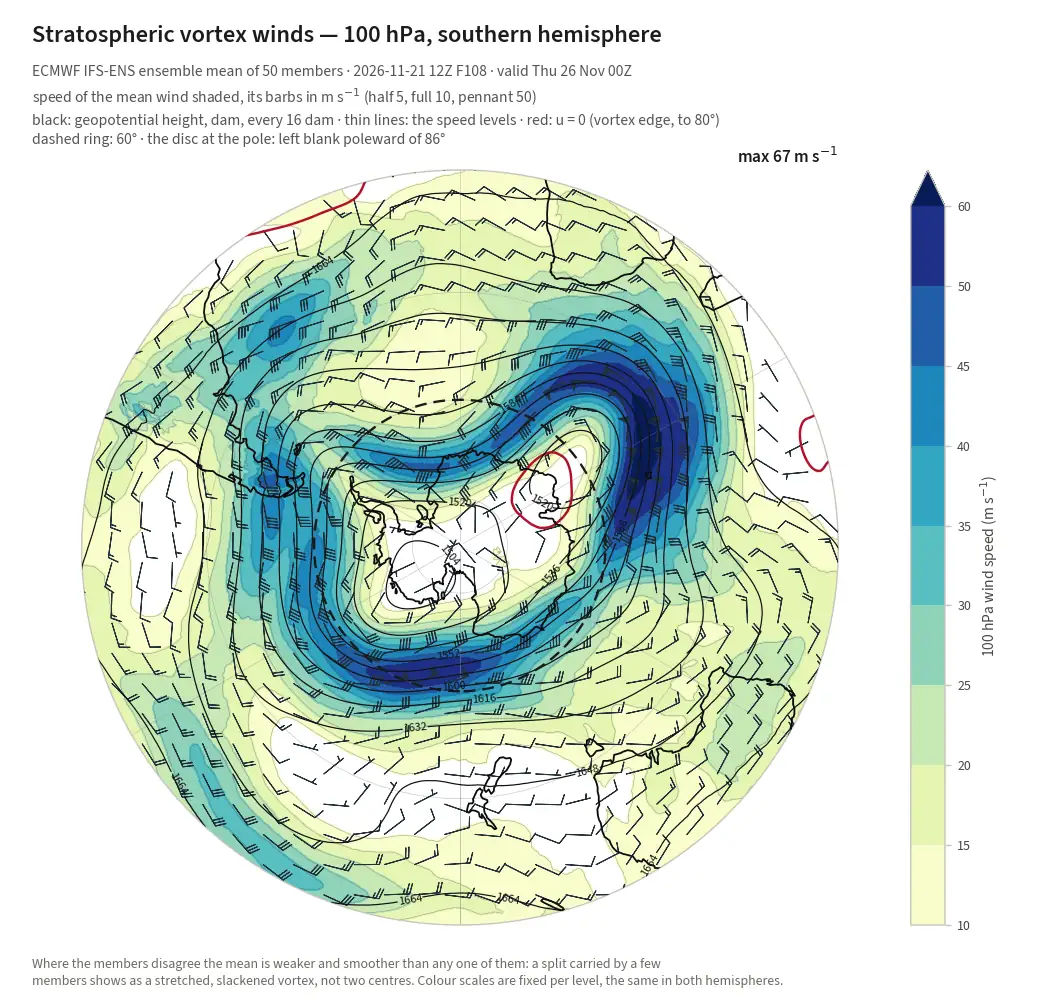 Stratospheric vortex winds — 100 hPa, southern hemisphere
ECMWF IFS-ENS ensemble mean of 50 members · 2026-11-21 12Z F108 · valid Thu 26 Nov 00Z
speed of the mean wind shaded, its barbs in m s⁻¹ (half 5, full 10, pennant 50)
black: geopotential height, dam, every 16 dam · thin lines: the speed levels · red: u = 0 (vortex edge, to 80°)
dashed ring: 60° · the disc at the pole: left blank poleward of 86°
max 67 m s⁻¹
60
50
45
40
35
30
25
20
15
10
100 hPa wind speed (m s⁻¹)
1664
1520
1520
1504
1536
1552
1600
1616
1632
1648
1664
1664
1664
1664
Where the members disagree the mean is weaker and smoother than any one of them: a split carried by a few
members shows as a stretched, slackened vortex, not two centres. Colour scales are fixed per level, the same in both hemispheres.